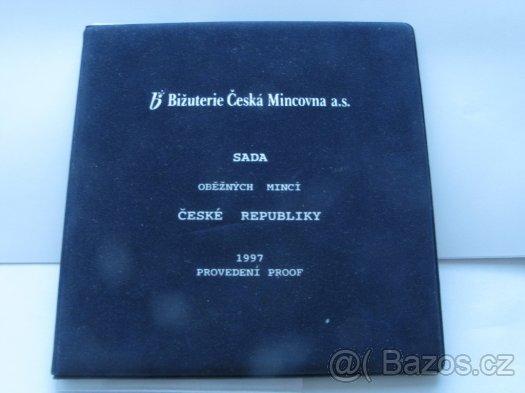 Bižuterie Česká Mincovna a.s.
SADA
OBĚŽNÝCH MINCÍ
ČESKÉ REPUBLIKY
1997
PROVEDENÍ PROOF
Bazos.cz